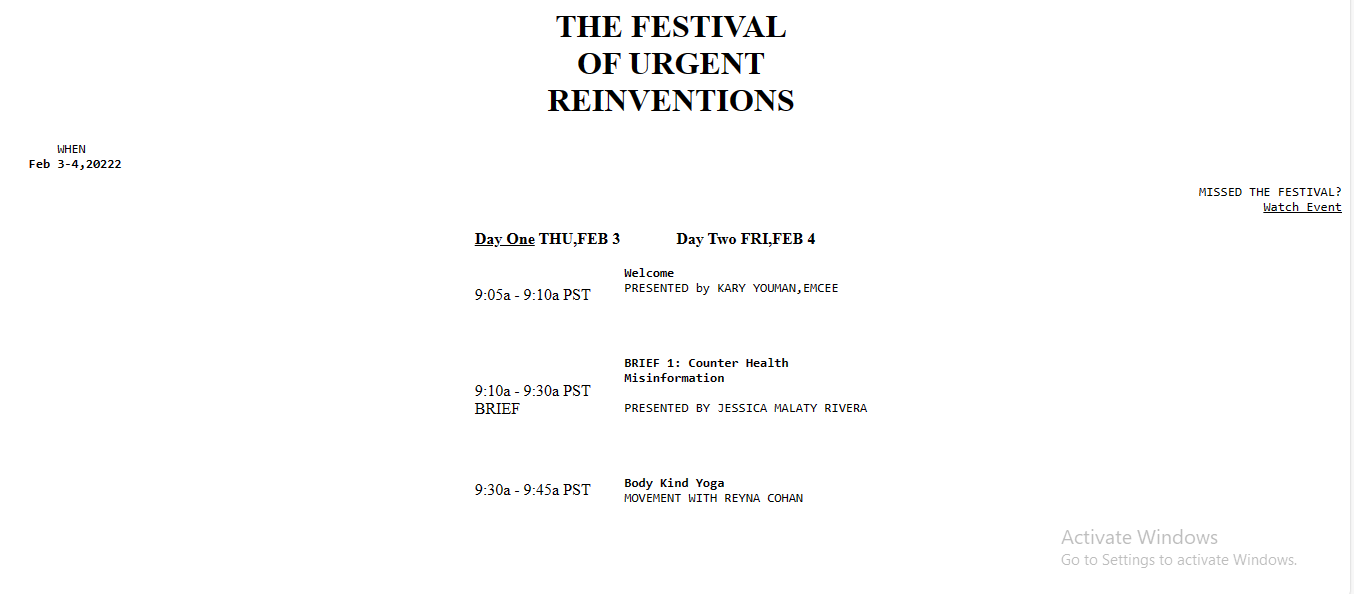 THE FESTIVAL
OF URGENT
REINVENTIONS
WHEN
Feb 3-4,20222
MISSED THE FESTIVAL?
Watch Event
Day One THU,FEB 3 Day Two FRI,FEB 4
9:05a - 9:10a PST
Welcome
PRESENTED by KARY YOUMAN,EMCEE
9:10a - 9:30a PST
BRIEF
BRIEF 1: Counter Health
Misinformation
PRESENTED BY JESSICA MALATY RIVERA
9:30a - 9:45a PST
Body Kind Yoga
MOVEMENT WITH REYNA COHAN
Activate Windows
Go to Settings to activate Windows.